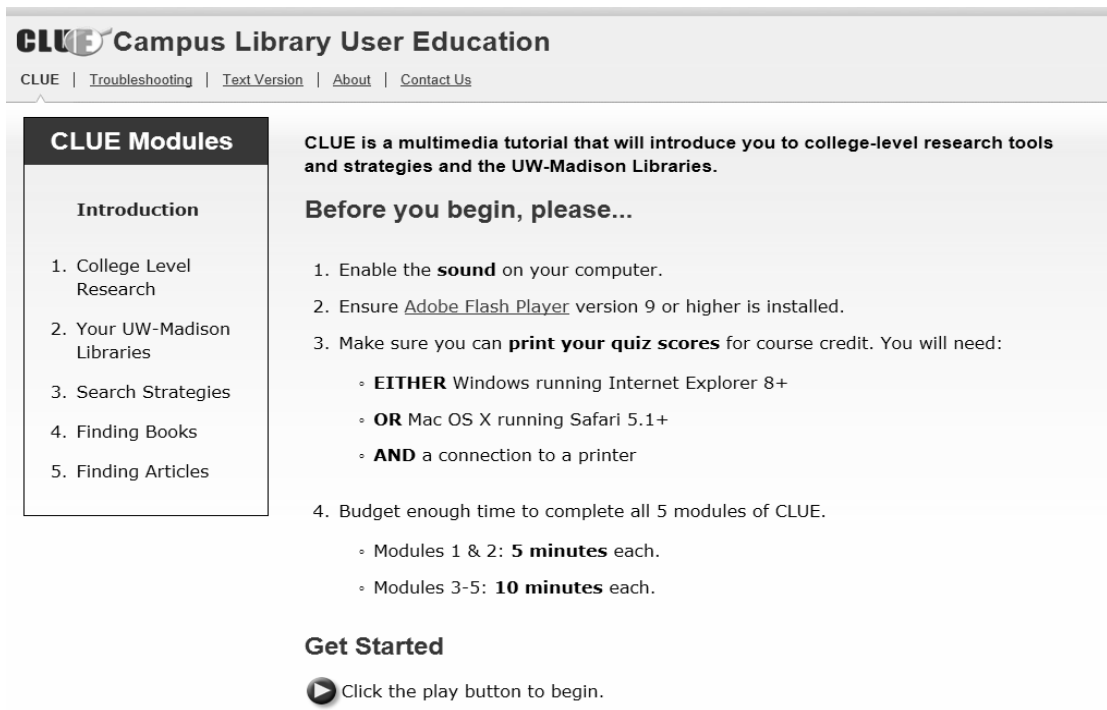 CLUE Campus Library User Education
CLUE | Troubleshooting | Text Version | About | Contact Us
CLUE Modules
Introduction
1. College Level
Research
2. Your UW-Madison
Libraries
3. Search Strategies
4. Finding Books
5. Finding Articles
CLUE is a multimedia tutorial that will introduce you to college-level research tools
and strategies and the UW-Madison Libraries.
Before you begin, please...
1. Enable the sound on your computer.
2. Ensure Adobe Flash Player version 9 or higher is installed.
3. Make sure you can print your quiz scores for course credit. You will need:
◦ EITHER Windows running Internet Explorer 8+
◦ OR Mac OS X running Safari 5.1+
◦ AND a connection to a printer
4. Budget enough time to complete all 5 modules of CLUE.
◦ Modules 1 & 2: 5 minutes each.
◦ Modules 3-5: 10 minutes each.
Get Started
Click the play button to begin.